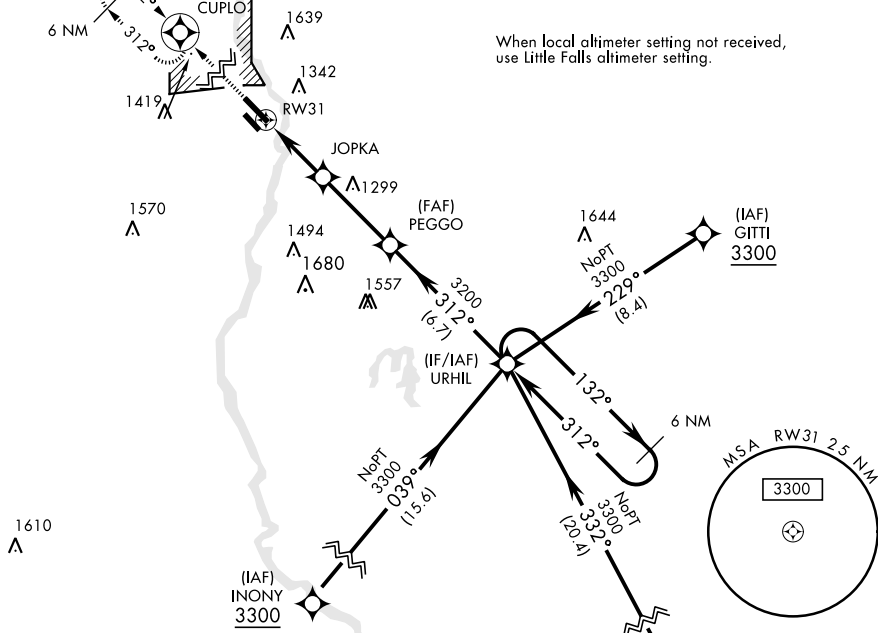 CUPLO
6 NM
312°
1639
When local altimeter setting not received,
use Little Falls altimeter setting.
1342
1419
RW31
JOPKA
1299
1570
(FAF)
PEGGO
1644
(IAF)
GITTI
3300
1494
1680
1557
NoPT
3300
229°
(8.4)
3200
312°
(6.7)
(IF/IAF)
URHIL
132°
312°
6 NM
MSA RW31 25 NM
3300
NoPT
3300
039°
(15.6)
NoPT
3300
332°
(20.4)
1610
(IAF)
INONY
3300